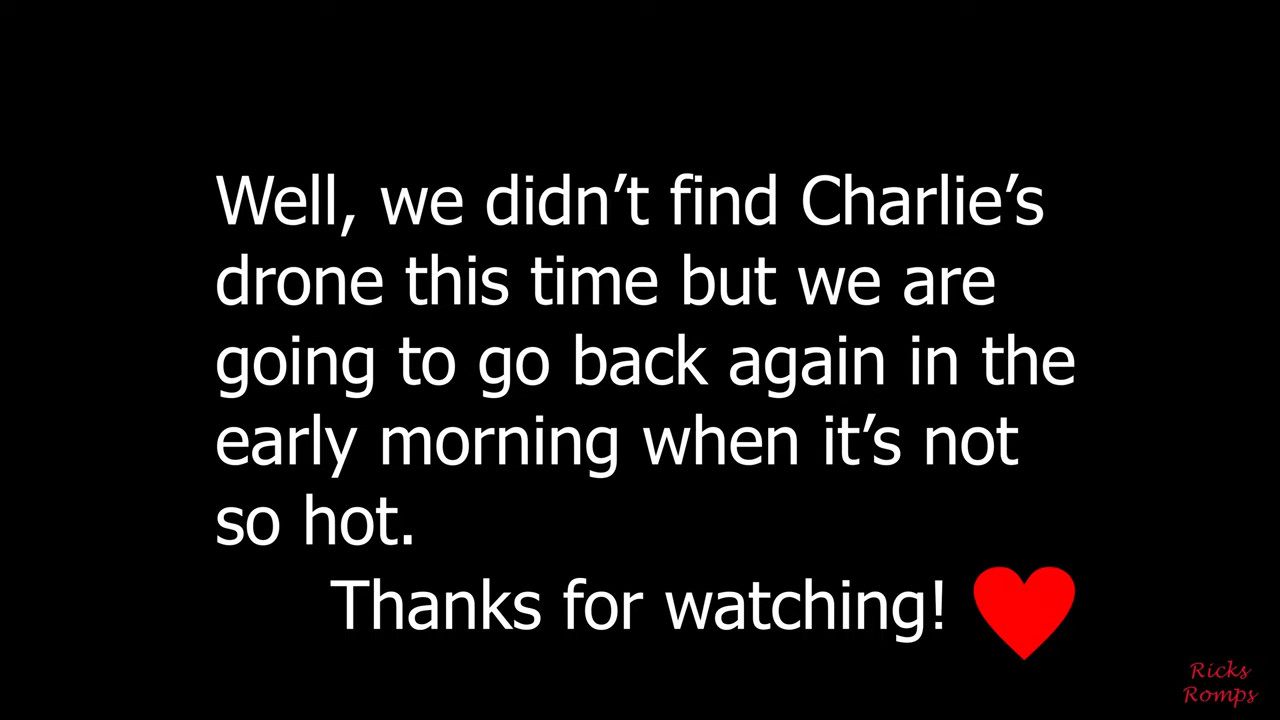 Well, we didn’t find Charlie’s
drone this time but we are
going to go back again in the
early morning when it’s not
so hot.
Thanks for watching!
Ricks
Romps